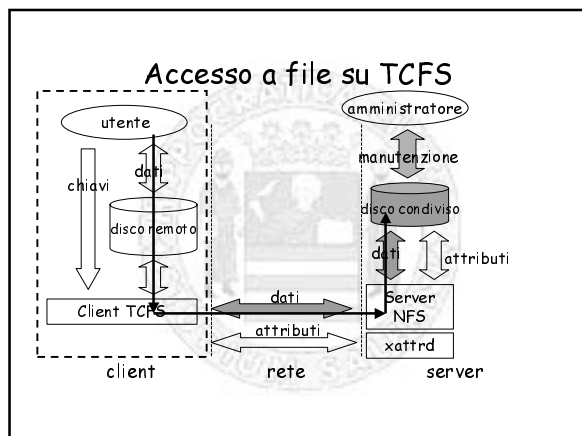 Accesso a file su TCFS
utente
amministratore
chiavi
dati
manutenzione
disco remoto
disco condiviso
dati
attributi
Client TCFS
dati
Server
NFS
attributi
xattrd
client
rete
server